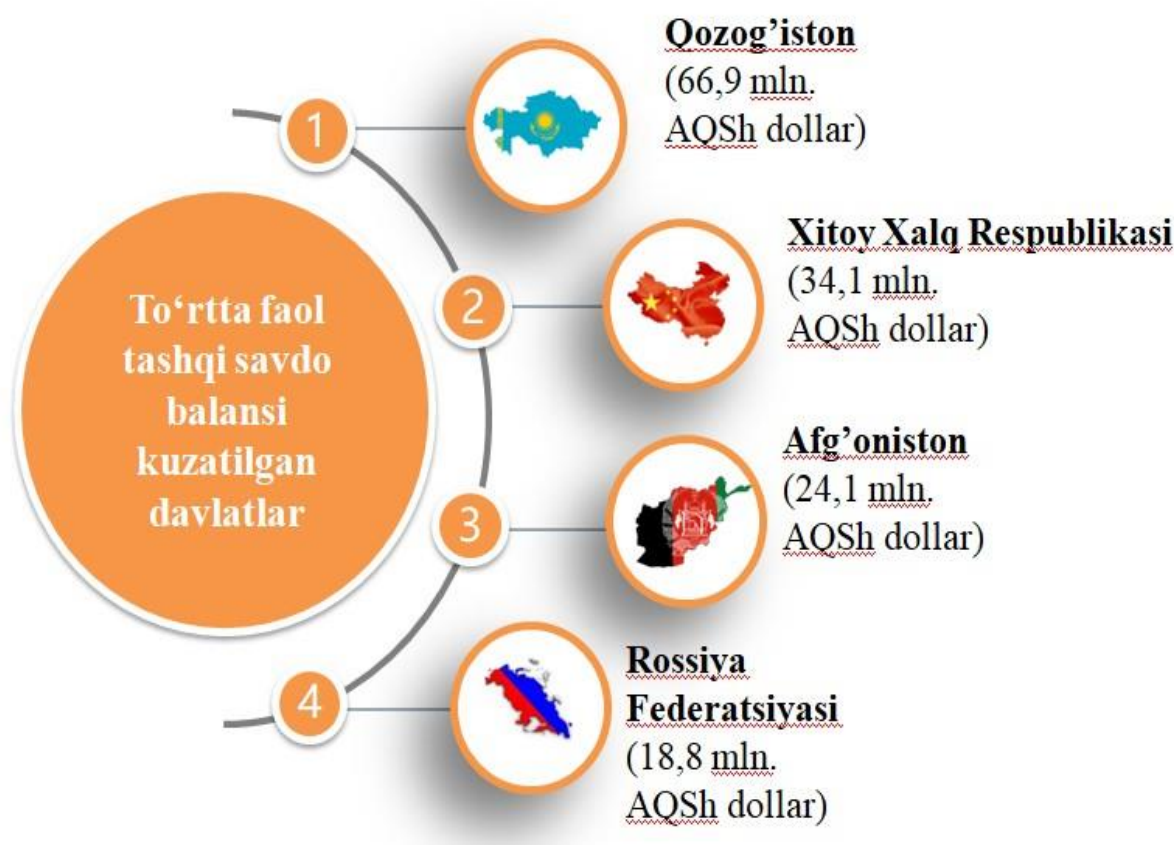 To‘rtta faol
tashqi savdo
balansi
kuzatilgan
davlatlar
1
Qozog’iston
(66,9 mln.
AQSh dollar)
2
Xitoy Xalq Respublikasi
(34,1 mln.
AQSh dollar)
3
Afg’oniston
(24,1 mln.
AQSh dollar)
4
Rossiya
Federatsiyasi
(18,8 mln.
AQSh dollar)